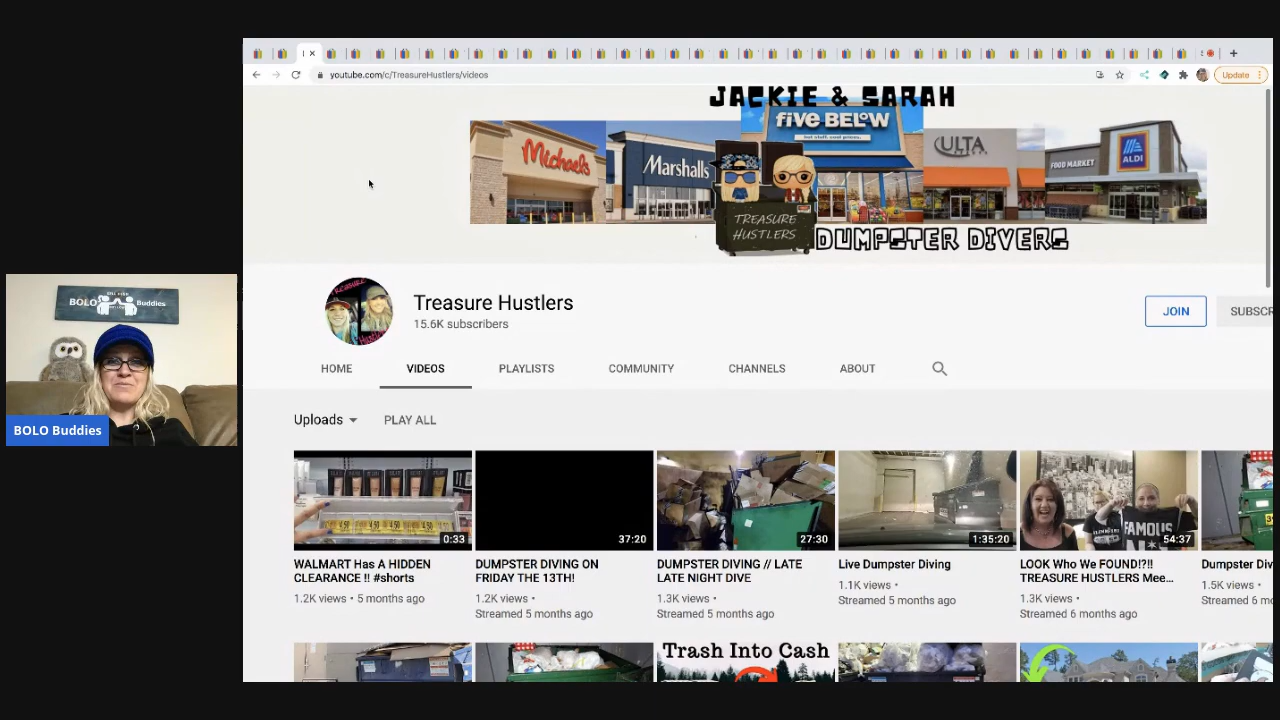 youtube.com/c/TreasureHustlers/videos
Update
JACKIE & SARAH
Michaels
Marshalls
five BELOW
ULTA
FOOD MARKET
ALDI
TREASURE
HUSTLERS
DUMPSTER DIVERS
Treasure Hustlers
15.6K subscribers
JOIN
SUBSCR
HOME
VIDEOS
PLAYLISTS
COMMUNITY
CHANNELS
ABOUT
BOLO Buddies
BOLO Buddies
Uploads
PLAY ALL
0:33
37:20
27:30
1:35:20
FAMOUS
54:37
WALMART Has A HIDDEN
CLEARANCE !! #shorts
1.2K views • 5 months ago
DUMPSTER DIVING ON
FRIDAY THE 13TH!
1.2K views •
Streamed 5 months ago
DUMPSTER DIVING // LATE
LATE NIGHT DIVE
1.3K views •
Streamed 5 months ago
Live Dumpster Diving
1.1K views •
Streamed 5 months ago
LOOK Who We FOUND!?!!
TREASURE HUSTLERS Mee...
1.3K views •
Streamed 6 months ago
Dumpster Div
1.5K views •
Streamed 6 mo
Trash Into Cash